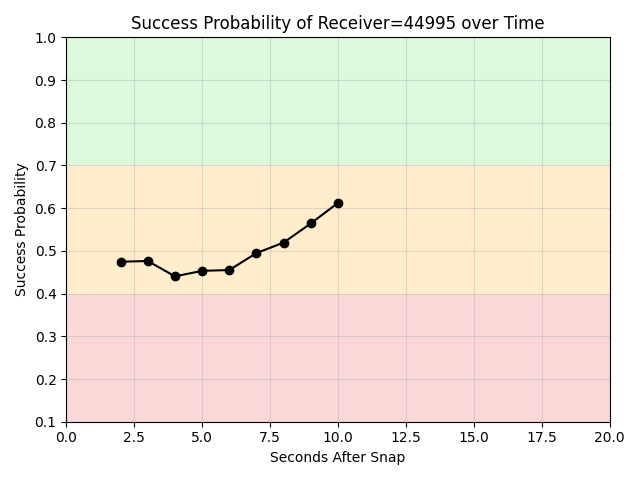 Success Probability of Receiver=44995 over Time
1.0
0.9
0.8
0.7
0.6
0.5
0.4
0.3
0.2
0.1
Success Probability
0.0 2.5 5.0 7.5 10.0 12.5 15.0 17.5 20.0
Seconds After Snap